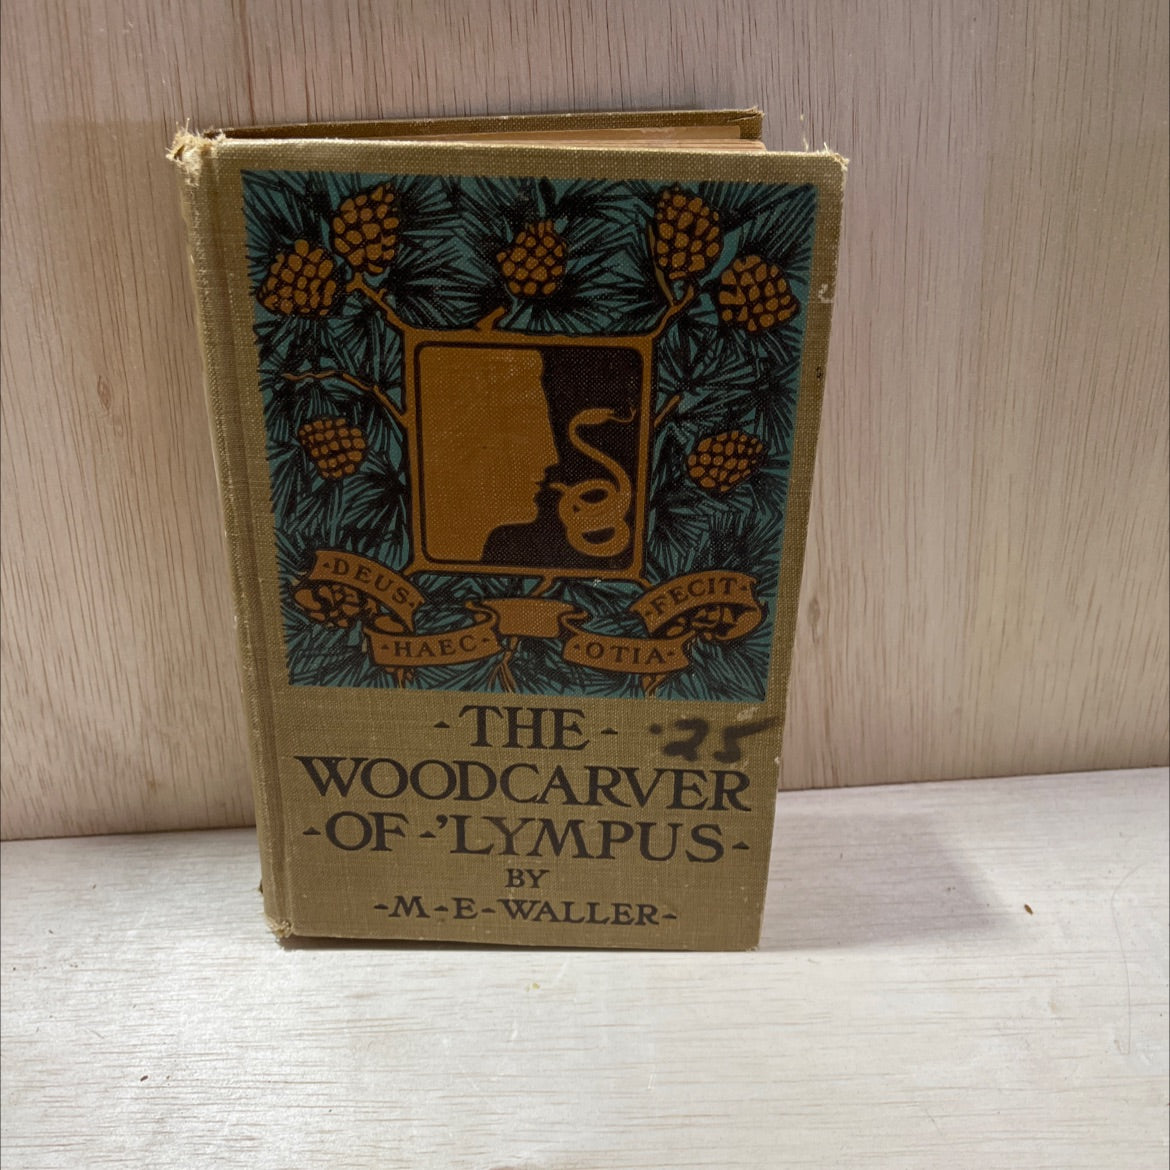 DEUS
HAEC
OTIA
FECIT
·THE·
.25
WOODCARVER
·OF·'LYMPUS·
BY
·M·E·WALLER·